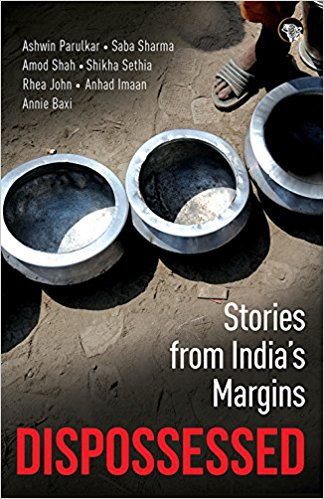 Ashwin Parulkar • Saba Sharma
Amod Shah • Shikha Sethia
Rhea John • Anhad Imaan
Annie Baxi
Stories
from India's
Margins
DISPOSSESSED